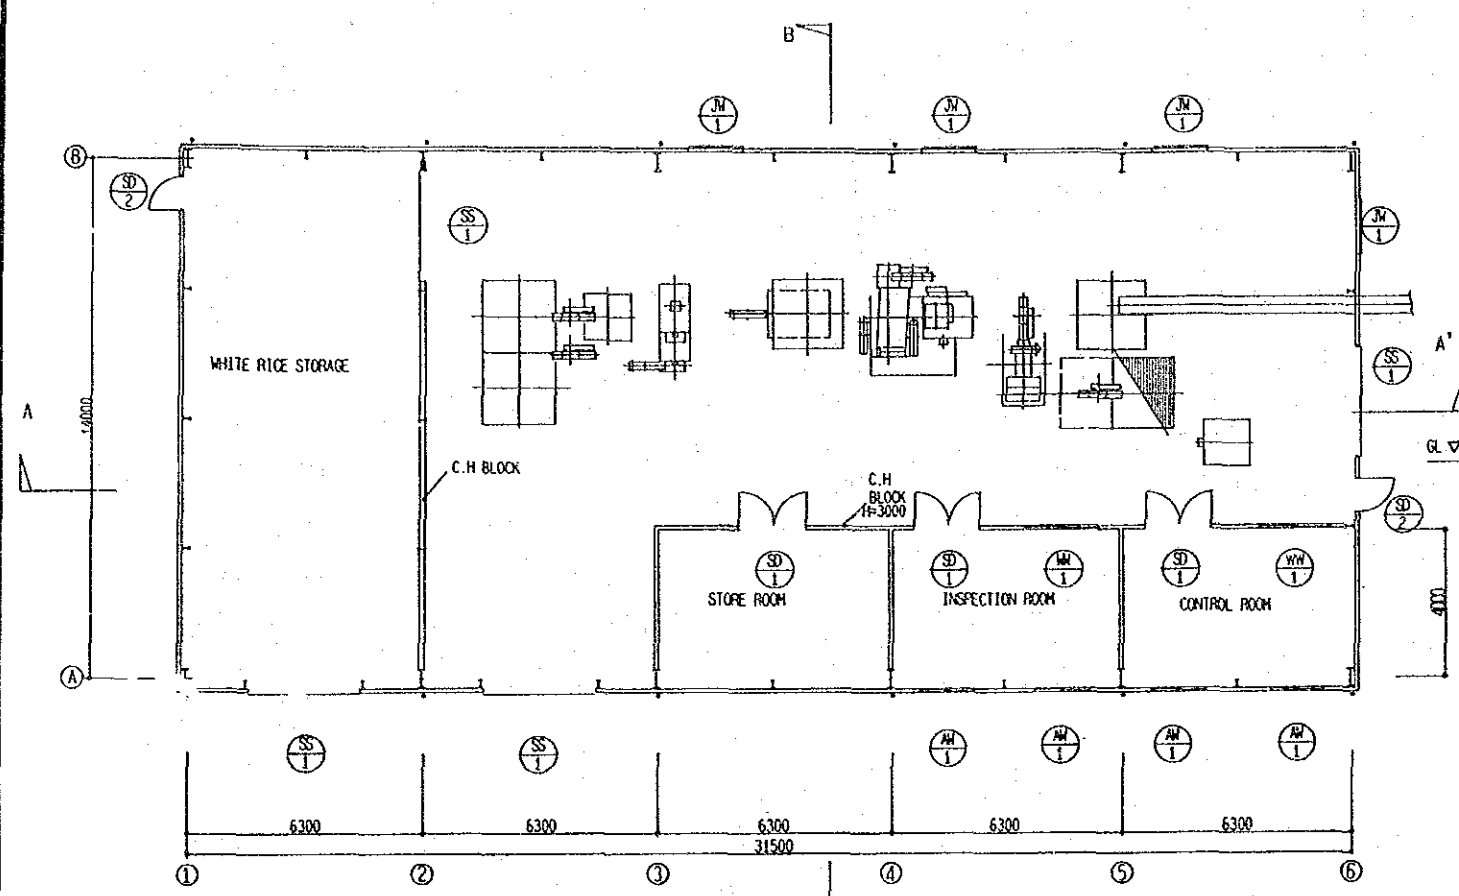 B
JW
1
JW
1
JW
1
B
SD
2
SS
1
JW
1
WHITE RICE STORAGE
A'
SS
1
A
14000
C.H BLOCK
C.H
BLOCK
H=3000
GL ▽
SD
2
SD
1
SD
1
WW
1
SD
1
WW
1
STORE ROOM
INSPECTION ROOM
CONTROL ROOM
4000
A
SS
1
SS
1
AW
1
AW
1
AW
1
AW
1
6300
6300
6300
6300
6300
31500
1
2
3
4
5
6